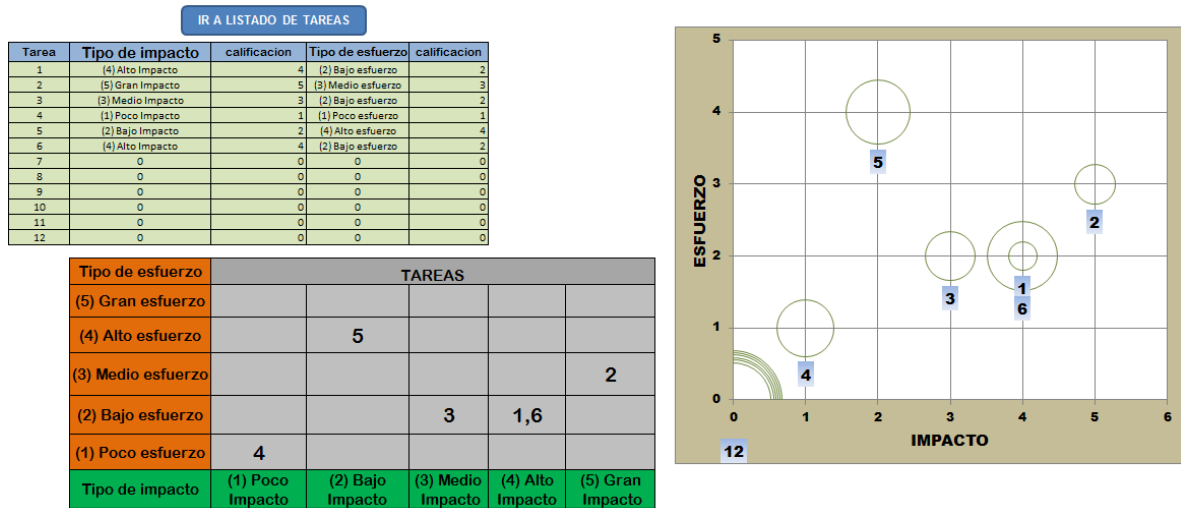 IR A LISTADO DE TAREAS
Tarea Tipo de impacto calificacion Tipo de esfuerzo calificacion
1 (4) Alto Impacto 4 (2) Bajo esfuerzo 2
2 (5) Gran Impacto 5 (3) Medio esfuerzo 3
3 (3) Medio Impacto 3 (2) Bajo esfuerzo 2
4 (1) Poco Impacto 1 (1) Poco esfuerzo 1
5 (2) Bajo Impacto 2 (4) Alto esfuerzo 4
6 (4) Alto Impacto 4 (2) Bajo esfuerzo 2
7 0 0 0 0
8 0 0 0 0
9 0 0 0 0
10 0 0 0 0
11 0 0 0 0
12 0 0 0 0
Tipo de esfuerzo TAREAS
(5) Gran esfuerzo
(4) Alto esfuerzo 5
(3) Medio esfuerzo 2
(2) Bajo esfuerzo 3 1,6
(1) Poco esfuerzo 4
Tipo de impacto (1) Poco Impacto (2) Bajo Impacto (3) Medio Impacto (4) Alto Impacto (5) Gran Impacto
ESFUERZO
5
4
5
3
2
2
3
1
6
1
4
0
0 1 2 3 4 5 6
IMPACTO
12